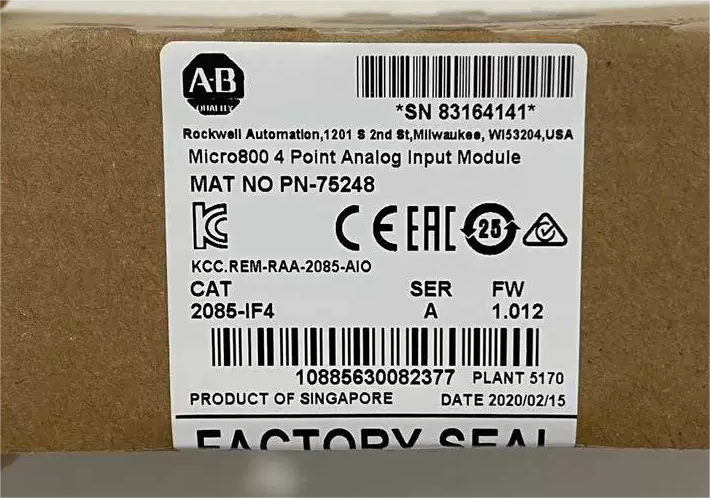 A-B
QUALITY
*SN 83164141*
Rockwell Automation,1201 S 2nd St,Milwaukee, WI53204,USA
Micro800 4 Point Analog Input Module
MAT NO PN-75248
CE EAC 25
KCC.REM-RAA-2085-AIO
CAT SER FW
2085-IF4 A 1.012
10885630082377 PLANT 5170
PRODUCT OF SINGAPORE DATE 2020/02/15
FACTORY SEAL